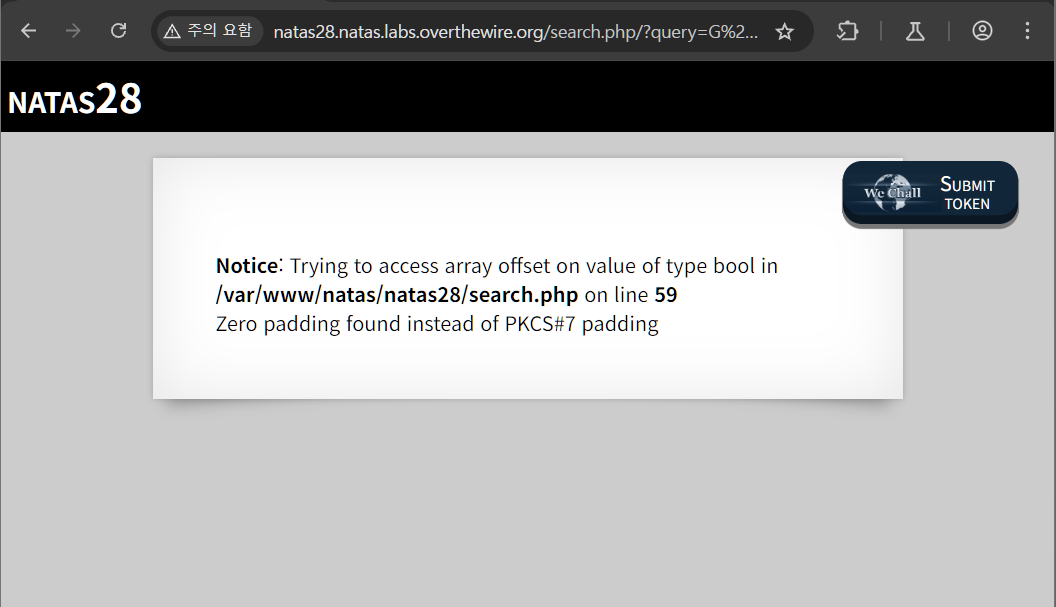 주의 요함
natas28.natas.labs.overthewire.org/search.php/?query=G%2...
NATAS28
We Chall
SUBMIT
TOKEN
Notice: Trying to access array offset on value of type bool in
/var/www/natas/natas28/search.php on line 59
Zero padding found instead of PKCS#7 padding